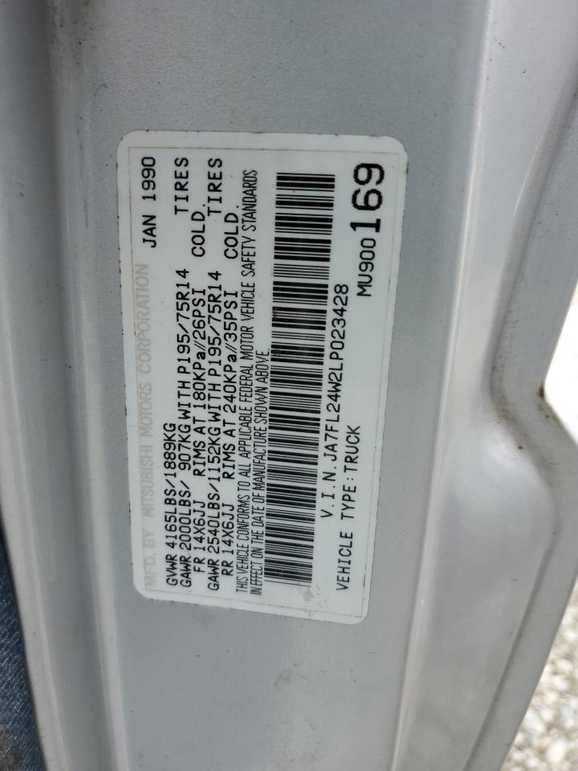 MFD. BY MITSUBISHI MOTORS CORPORATION JAN 1990
GVWR 4165LBS/1889KG
GAWR 2000LBS/ 907KG WITH P195/75R14 TIRES
FR 14X6JJ RIMS AT 180KPa//26PSI COLD.
GAWR 2540LBS/1152KG WITH P195/75R14 TIRES
RR 14X6JJ RIMS AT 240KPa//35PSI COLD.
THIS VEHICLE CONFORMS TO ALL APPLICABLE FEDERAL MOTOR VEHICLE SAFETY STANDARDS
IN EFFECT ON THE DATE OF MANUFACTURE SHOWN ABOVE.
V.I.N.JA7FL24W2LP023428
VEHICLE TYPE:TRUCK MU900169